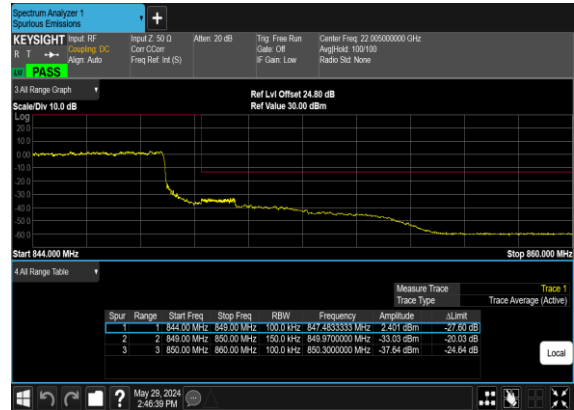 Spectrum Analyzer 1
Spurious Emissions
+
KEYSIGHT Input: RF Input Z: 50 Ω Atten: 20 dB Trig: Free Run Center Freq: 22.005000000 GHz
R T Coupling: DC Corr CCorr Gate: Off Avg|Hold: 100/100
Align: Auto Freq Ref: Int (S) IF Gain: Low Radio Std: None
PASS
3 All Range Graph
Ref Lvl Offset 24.80 dB
Scale/Div 10.0 dB Ref Value 30.00 dBm
Log
20.0
10.0
0.00
-10.0
-20.0
-30.0
-40.0
-50.0
-60.0
Start 844.000 MHz Stop 860.000 MHz
4 All Range Table
Measure Trace Trace 1
Trace Type Trace Average (Active)
Spur Range Start Freq Stop Freq RBW Frequency Amplitude ΔLimit
1 1 844.00 MHz 849.00 MHz 100.0 kHz 847.4833333 MHz 2.401 dBm -27.60 dB
2 2 849.00 MHz 850.00 MHz 150.0 kHz 849.9700000 MHz -33.03 dBm -20.03 dB
3 3 850.00 MHz 860.00 MHz 100.0 kHz 850.3000000 MHz -37.64 dBm -24.64 dB
Local
?
May 29, 2024
2:46:39 PM